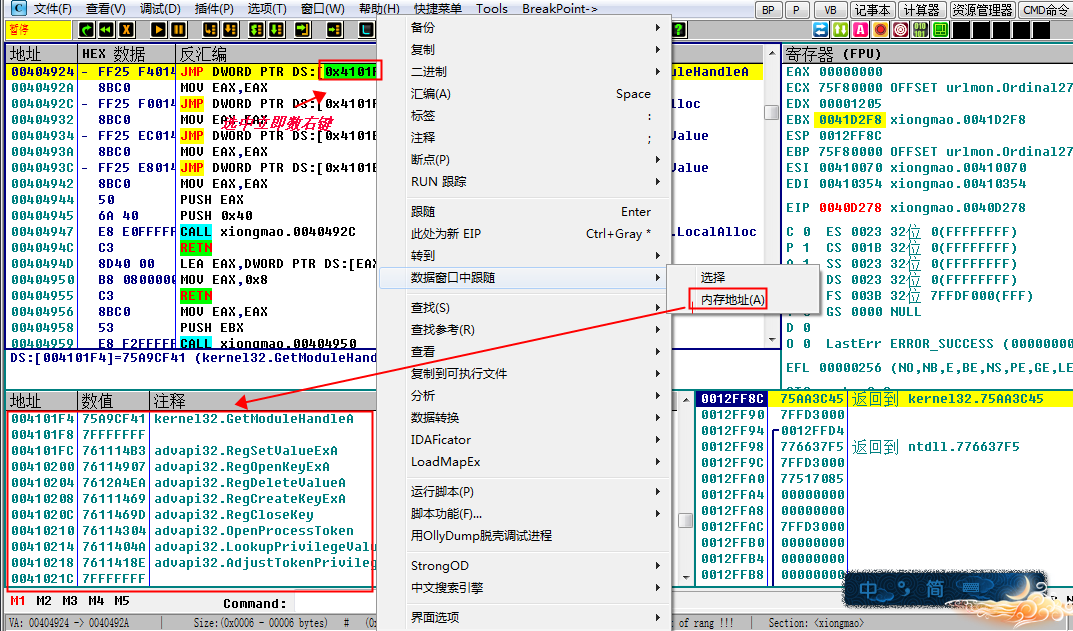 文件(F) 查看(V) 调试(D) 插件(P) 选项(T) 窗口(W) 帮助(H) 快捷菜单 Tools BreakPoint->
BP P VB 记事本 计算器 资源管理器 CMD命令
暂停
地址 HEX 数据 反汇编
00404924 - FF25 F4014 JMP DWORD PTR DS:[0x4101F
0040492A 8BC0 MOV EAX,EAX
0040492C - FF25 F0014 JMP DWORD PTR DS:[0x4101F
00404932 8BC0 MOV EAX,EAX
00404934 - FF25 EC014 JMP DWORD PTR DS:[0x4101E
0040493A 8BC0 MOV EAX,EAX
0040493C - FF25 E8014 JMP DWORD PTR DS:[0x4101E
00404942 8BC0 MOV EAX,EAX
00404944 50 PUSH EAX
00404945 6A 40 PUSH 0x40
00404947 E8 E0FFFFF CALL xiongmao.0040492C
0040494C C3 RETN
0040494D 8D40 00 LEA EAX,DWORD PTR DS:[EAX
00404950 B8 0800000 MOV EAX,0x8
00404955 C3 RETN
00404956 8BC0 MOV EAX,EAX
00404958 53 PUSH EBX
00404959 E8 F2FFFFF CALL xiongmao.00404950
选中立即数右键
DS:[004101F4]=75A9CF41 (kernel32.GetModuleHand
uleHandleA
lloc
Value
Value
.LocalAlloc
备份
复制
二进制
汇编(A) Space
标签 :
注释 ;
断点(P)
RUN 跟踪
跟随 Enter
此处为新 EIP Ctrl+Gray *
转到
数据窗口中跟随
查找(S)
查找参考(R)
查看
复制到可执行文件
分析
数据转换
IDAFicator
LoadMapEx
运行脚本(P)
脚本功能(F)...
用OllyDump脱壳调试进程
StrongOD
中文搜索引擎
界面选项
选择
内存地址(A)
寄存器 (FPU)
EAX 00000000
ECX 75F80000 OFFSET urlmon.Ordinal27
EDX 00001205
EBX 0041D2F8 xiongmao.0041D2F8
ESP 0012FF8C
EBP 75F80000 OFFSET urlmon.Ordinal27
ESI 00410070 xiongmao.00410070
EDI 00410354 xiongmao.00410354
EIP 0040D278 xiongmao.0040D278
C 0 ES 0023 32位 0(FFFFFFFF)
P 1 CS 001B 32位 0(FFFFFFFF)
A 1 SS 0023 32位 0(FFFFFFFF)
DS 0023 32位 0(FFFFFFFF)
FS 003B 32位 7FFDF000(FFF)
GS 0000 NULL
D 0
O 0 LastErr ERROR_SUCCESS (00000000
EFL 00000256 (NO,NB,E,BE,NS,PE,GE,LE
地址 数值 注释
004101F4 75A9CF41 kernel32.GetModuleHandleA
004101F8 7FFFFFFF
004101FC 761114B3 advapi32.RegSetValueExA
00410200 76114907 advapi32.RegOpenKeyExA
00410204 7612A4EA advapi32.RegDeleteValueA
00410208 76111469 advapi32.RegCreateKeyExA
0041020C 7611469D advapi32.RegCloseKey
00410210 76114304 advapi32.OpenProcessToken
00410214 7611404A advapi32.LookupPrivilegeValu
00410218 7611418E advapi32.AdjustTokenPrivileg
0041021C 7FFFFFFF
0012FF8C 75AA3C45 返回到 kernel32.75AA3C45
0012FF90 7FFD3000
0012FF94 0012FFD4
0012FF98 776637F5 返回到 ntdll.776637F5
0012FF9C 7FFD3000
0012FFA0 77517085
0012FFA4 00000000
0012FFA8 00000000
0012FFAC 7FFD3000
0012FFB0 00000000
0012FFB4 00000000
0012FFB8 00000000
中 简
M1 M2 M3 M4 M5 Command:
VA: 00404924 -> 0040492A Size:(0x0006 - 00006 bytes) # (0x
of rang !!! Section: <xiongmao>